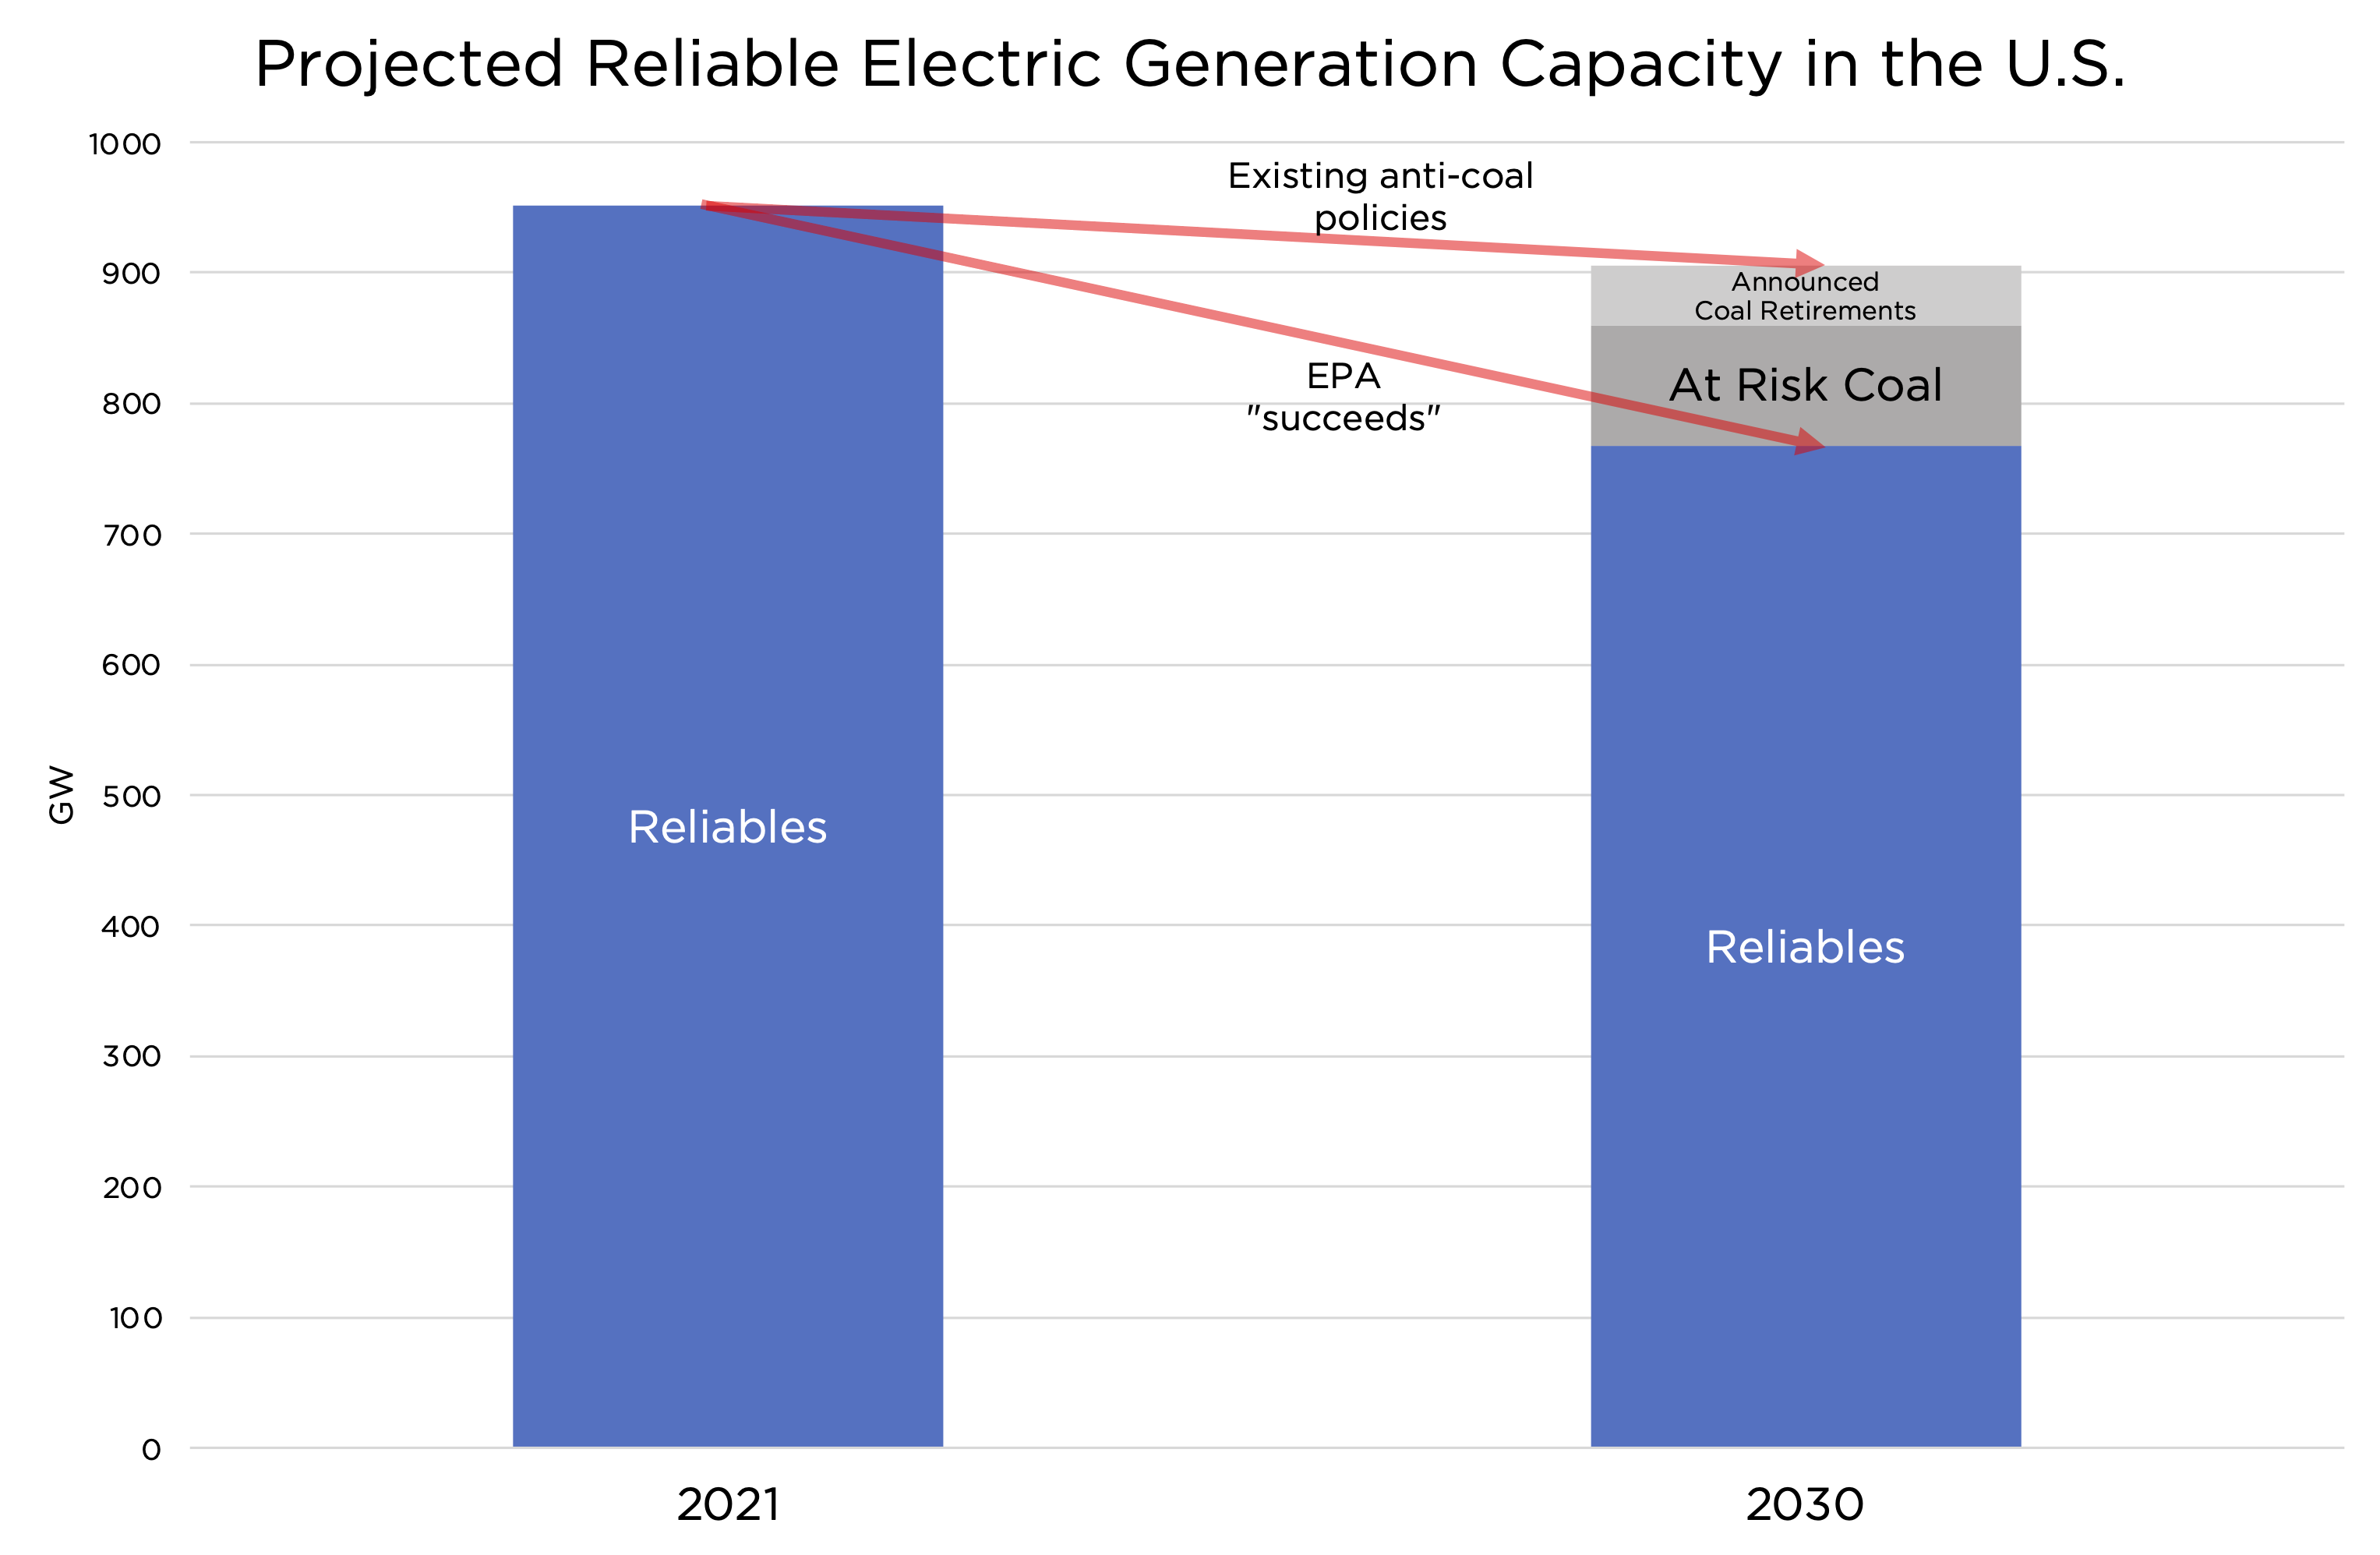 Projected Reliable Electric Generation Capacity in the U.S.
1000
900
800
700
600
500
400
300
200
100
0
GW
Existing anti-coal
policies
EPA
"succeeds"
Announced
Coal Retirements
At Risk Coal
Reliables
Reliables
2021
2030